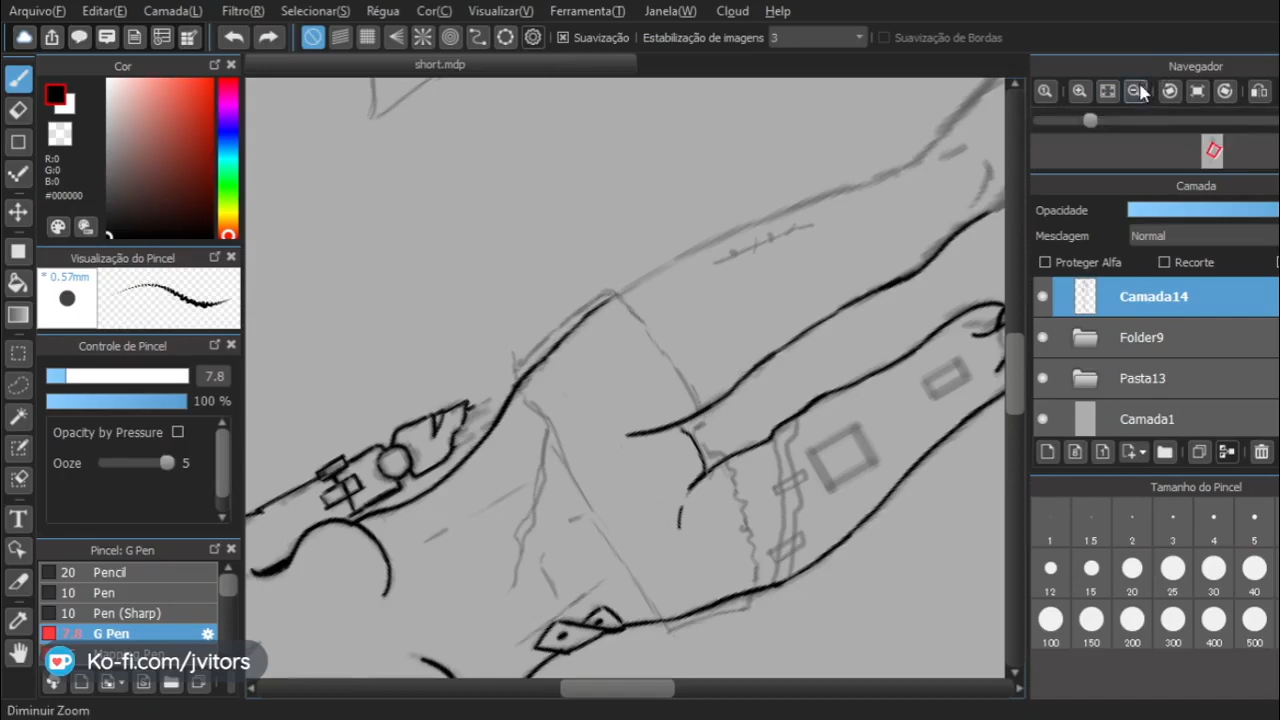 Arquivo(F) Editar(E) Camada(L) Filtro(R) Selecionar(S) Régua Cor(C) Visualizar(V) Ferramenta(T) Janela(W) Cloud Help
Suavização Estabilização de imagens 3 Suavização de Bordas
Cor short.mdp Navegador
R:0
G:0
B:0
#000000
Camada
Opacidade
Mesclagem Normal
Proteger Alfa Recorte
Visualização do Pincel
* 0.57mm
Camada14
Folder9
Pasta13
Camada1
Controle de Pincel
7.8
100 %
Opacity by Pressure
Ooze 5
Tamanho do Pincel
1 1.5 2 3 4 5
12 15 20 25 30 40
100 150 200 300 400 500
Pincel: G Pen
20 Pencil
10 Pen
10 Pen (Sharp)
7.8 G Pen
Ko-fi.com/jvitors
Diminuir Zoom